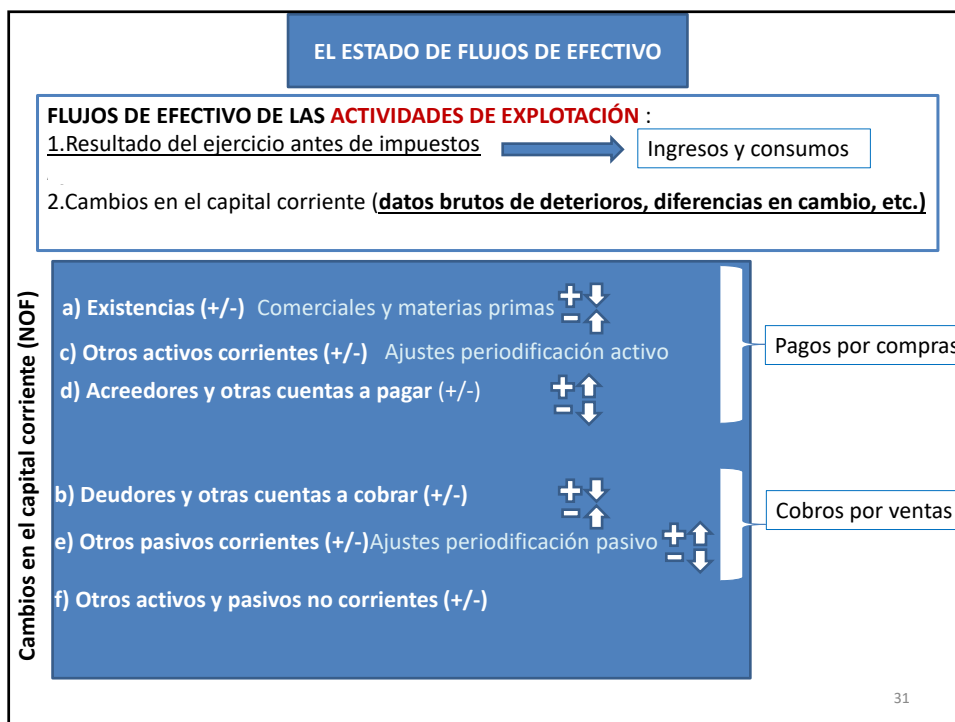 EL ESTADO DE FLUJOS DE EFECTIVO
FLUJOS DE EFECTIVO DE LAS ACTIVIDADES DE EXPLOTACIÓN :
1.Resultado del ejercicio antes de impuestos
Ingresos y consumos
2.Cambios en el capital corriente (datos brutos de deterioros, diferencias en cambio, etc.)
Cambios en el capital corriente (NOF)
a) Existencias (+/-) Comerciales y materias primas
c) Otros activos corrientes (+/-) Ajustes periodificación activo
d) Acreedores y otras cuentas a pagar (+/-)
Pagos por compras
b) Deudores y otras cuentas a cobrar (+/-)
e) Otros pasivos corrientes (+/-)Ajustes periodificación pasivo
Cobros por ventas
f) Otros activos y pasivos no corrientes (+/-)
31